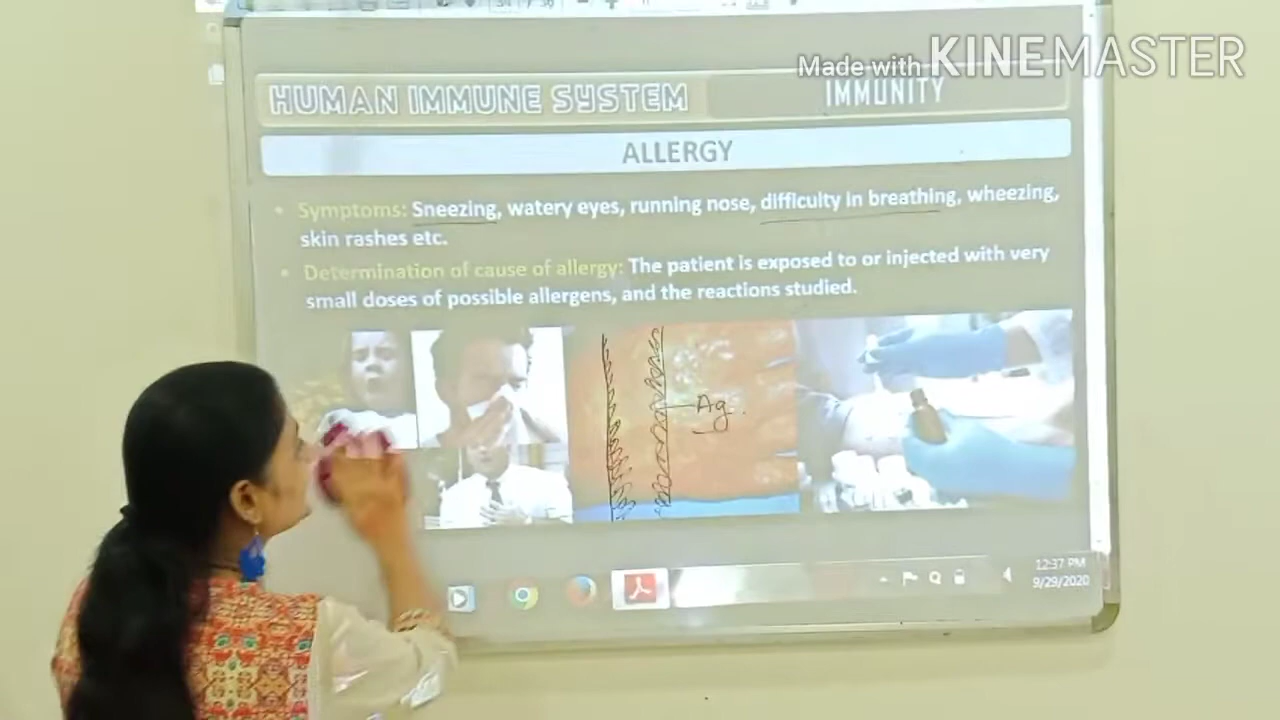 Made with KINEMASTER
HUMAN IMMUNE SYSTEM IMMUNITY
ALLERGY
• Symptoms: Sneezing, watery eyes, running nose, difficulty in breathing, wheezing,
skin rashes etc.
• Determination of cause of allergy: The patient is exposed to or injected with very
small doses of possible allergens, and the reactions studied.
Ag.
12:37 PM
9/29/2020